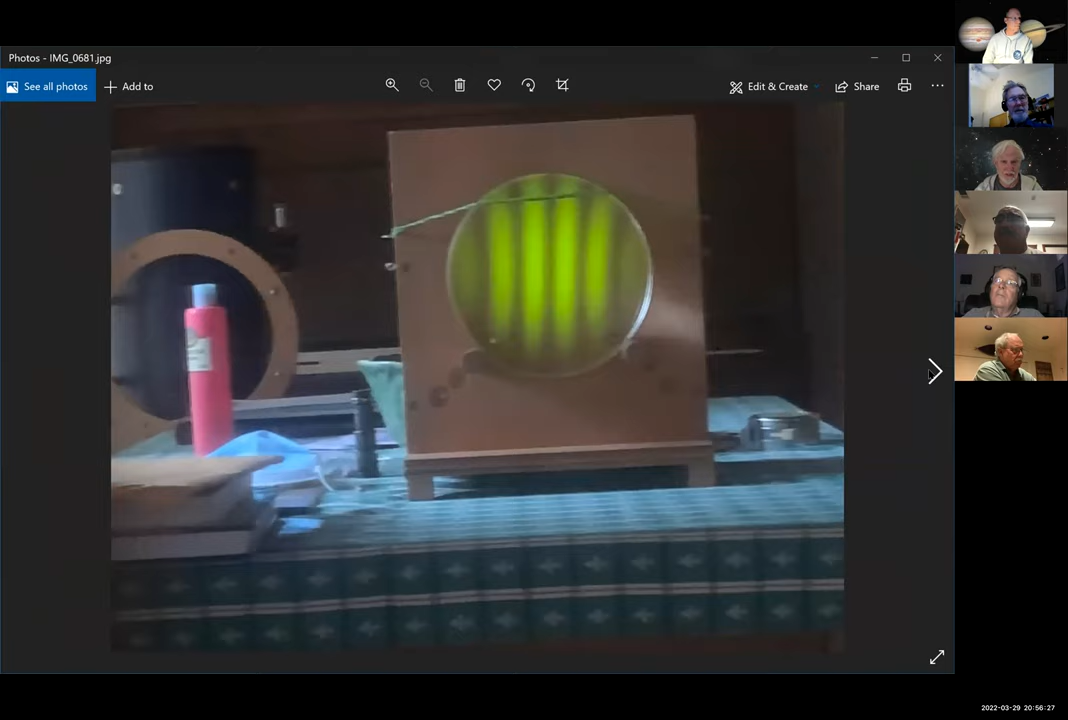 Photos - IMG_0681.jpg
See all photos
Add to
Edit & Create
Share
2022-03-29 20:56:27